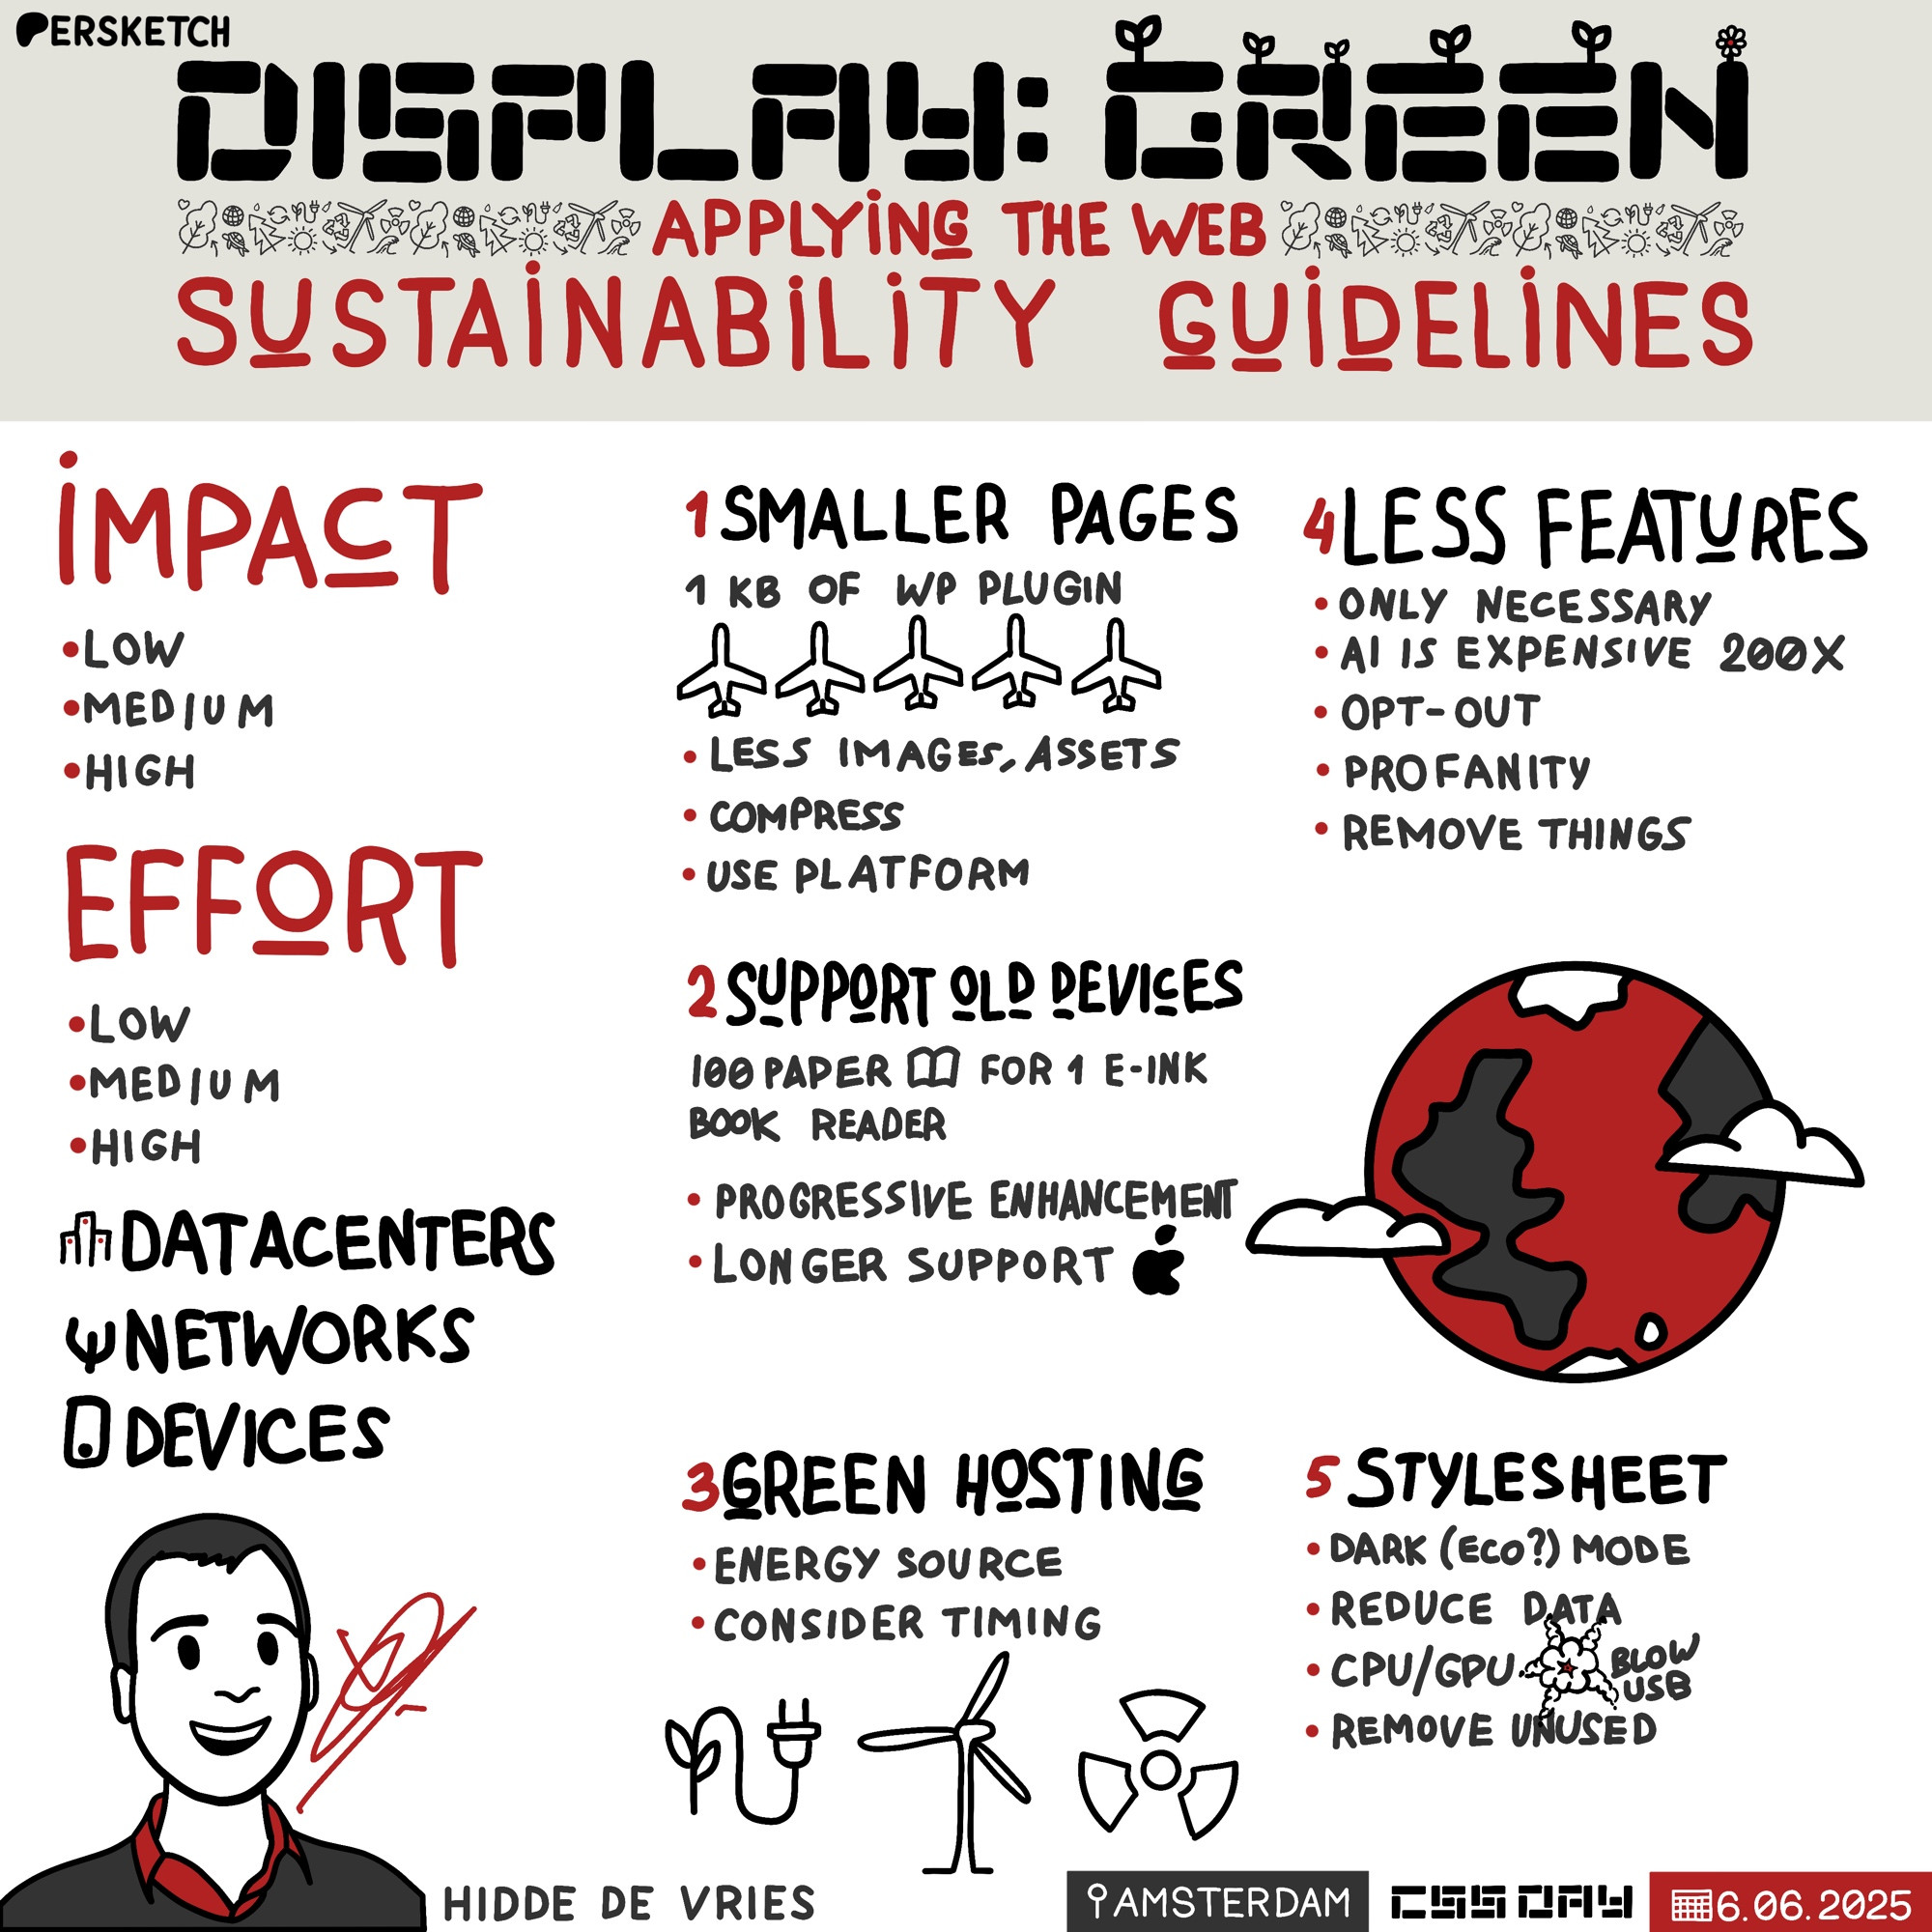 PERSKETCH
DISPLAY: GREEN
APPLYING THE WEB
SUSTAINABILITY GUIDELINES
IMPACT
•LOW
•MEDIUM
•HIGH
EFFORT
•LOW
•MEDIUM
•HIGH
DATACENTERS
NETWORKS
DEVICES
HIDDE DE VRIES
1 SMALLER PAGES
1 KB OF WP PLUGIN
• LESS IMAGES, ASSETS
• COMPRESS
• USE PLATFORM
2 SUPPORT OLD DEVICES
100 PAPER FOR 1 E-INK
BOOK READER
• PROGRESSIVE ENHANCEMENT
• LONGER SUPPORT
3 GREEN HOSTING
• ENERGY SOURCE
• CONSIDER TIMING
4 LESS FEATURES
• ONLY NECESSARY
• AI IS EXPENSIVE 200X
• OPT-OUT
• PROFANITY
• REMOVE THINGS
5 STYLESHEET
• DARK (ECO?) MODE
• REDUCE DATA
• CPU/GPU BLOW
USB
• REMOVE UNUSED
AMSTERDAM
CSS DAY
6.06.2025